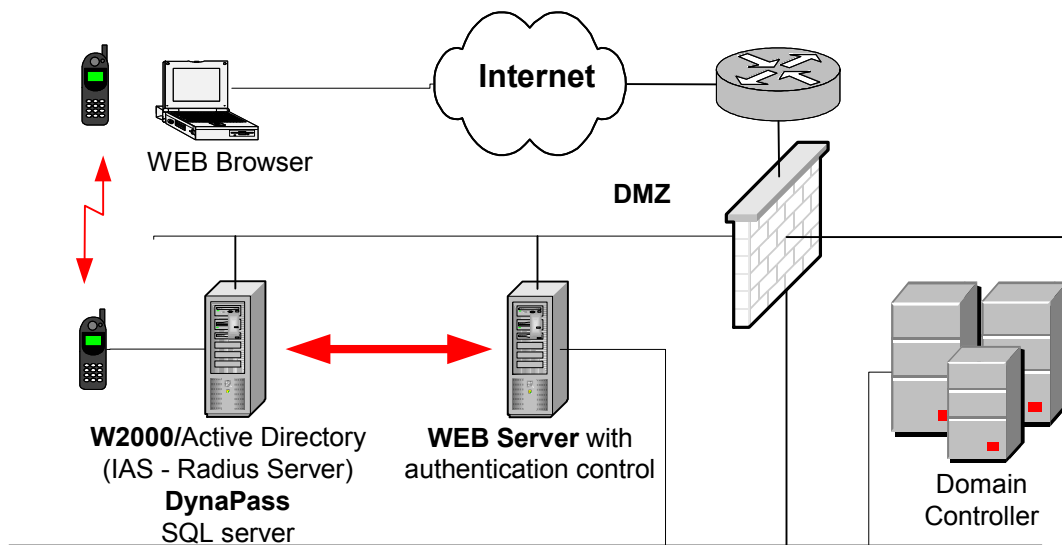 Internet
WEB Browser
DMZ
W2000/Active Directory
(IAS - Radius Server)
DynaPass
SQL server
WEB Server with
authentication control
Domain
Controller